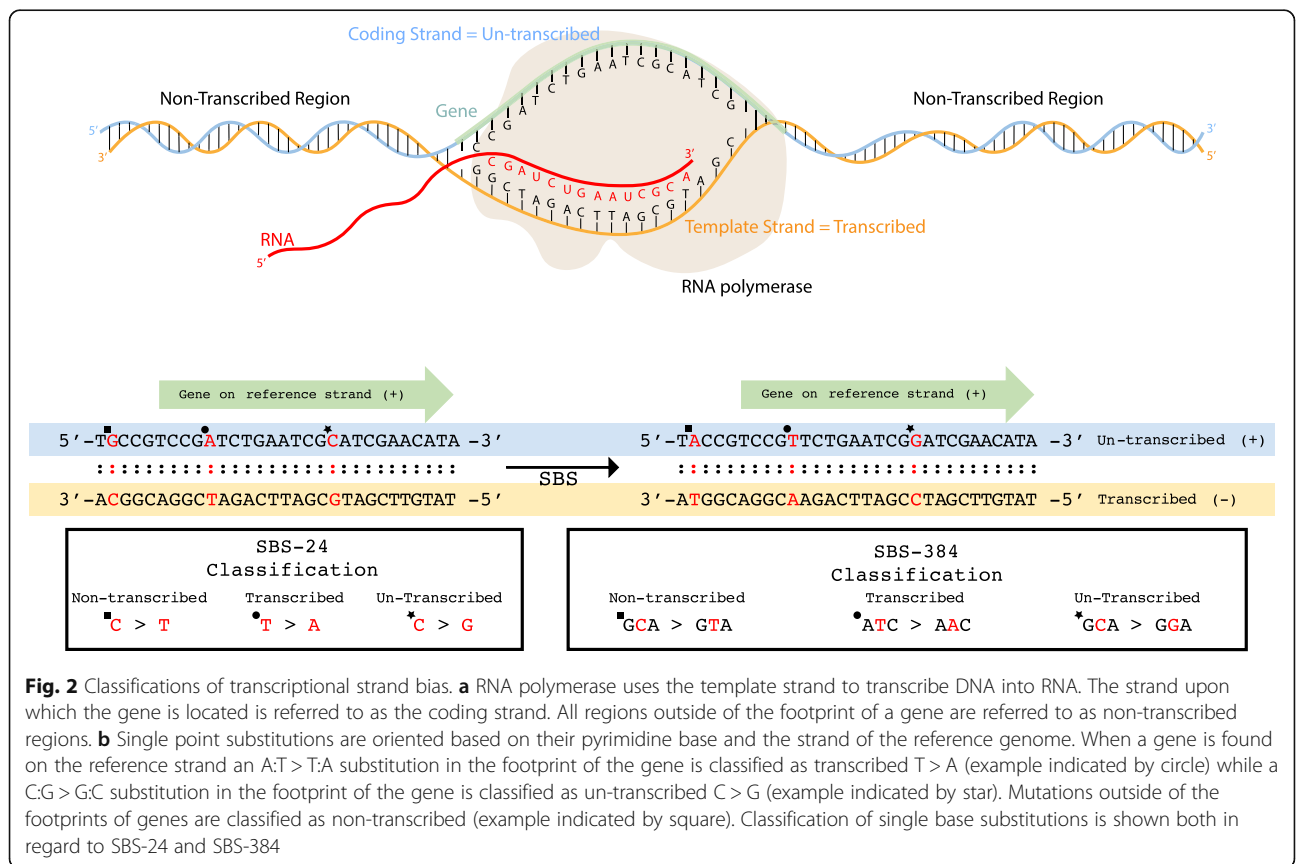 Coding Strand = Un-transcribed
Non-Transcribed Region
Gene
Non-Transcribed Region
5’
3’
3’
5’
C C G A T C T G A A T C G C A T C G
C G A U C U G A A U C G C A
3’
G G C T A G A C T T A G C G T A G C
RNA
5’
Template Strand = Transcribed
RNA polymerase
Gene on reference strand (+)
Gene on reference strand (+)
5’-TGCCGTCCGATCTGAATCGCATCGAACATA -3’
5’-TACCGTCCGTTCTGAATCGGATCGAACATA -3’ Un-transcribed (+)
SBS
3’-ACGGCAGGCTAGACTTAGCGTAGCTTGTAT -5’
3’-ATGGCAGGCAAGACTTAGCCTAGCTTGTAT -5’ Transcribed (-)
SBS-24
Classification
Non-transcribed Transcribed Un-Transcribed
C > T T > A C > G
SBS-384
Classification
Non-transcribed Transcribed Un-Transcribed
GCA > GTA ATC > AAC GCA > GGA
Fig. 2 Classifications of transcriptional strand bias. a RNA polymerase uses the template strand to transcribe DNA into RNA. The strand upon
which the gene is located is referred to as the coding strand. All regions outside of the footprint of a gene are referred to as non-transcribed
regions. b Single point substitutions are oriented based on their pyrimidine base and the strand of the reference genome. When a gene is found
on the reference strand an A:T > T:A substitution in the footprint of the gene is classified as transcribed T > A (example indicated by circle) while a
C:G > G:C substitution in the footprint of the gene is classified as un-transcribed C > G (example indicated by star). Mutations outside of the
footprints of genes are classified as non-transcribed (example indicated by square). Classification of single base substitutions is shown both in
regard to SBS-24 and SBS-384